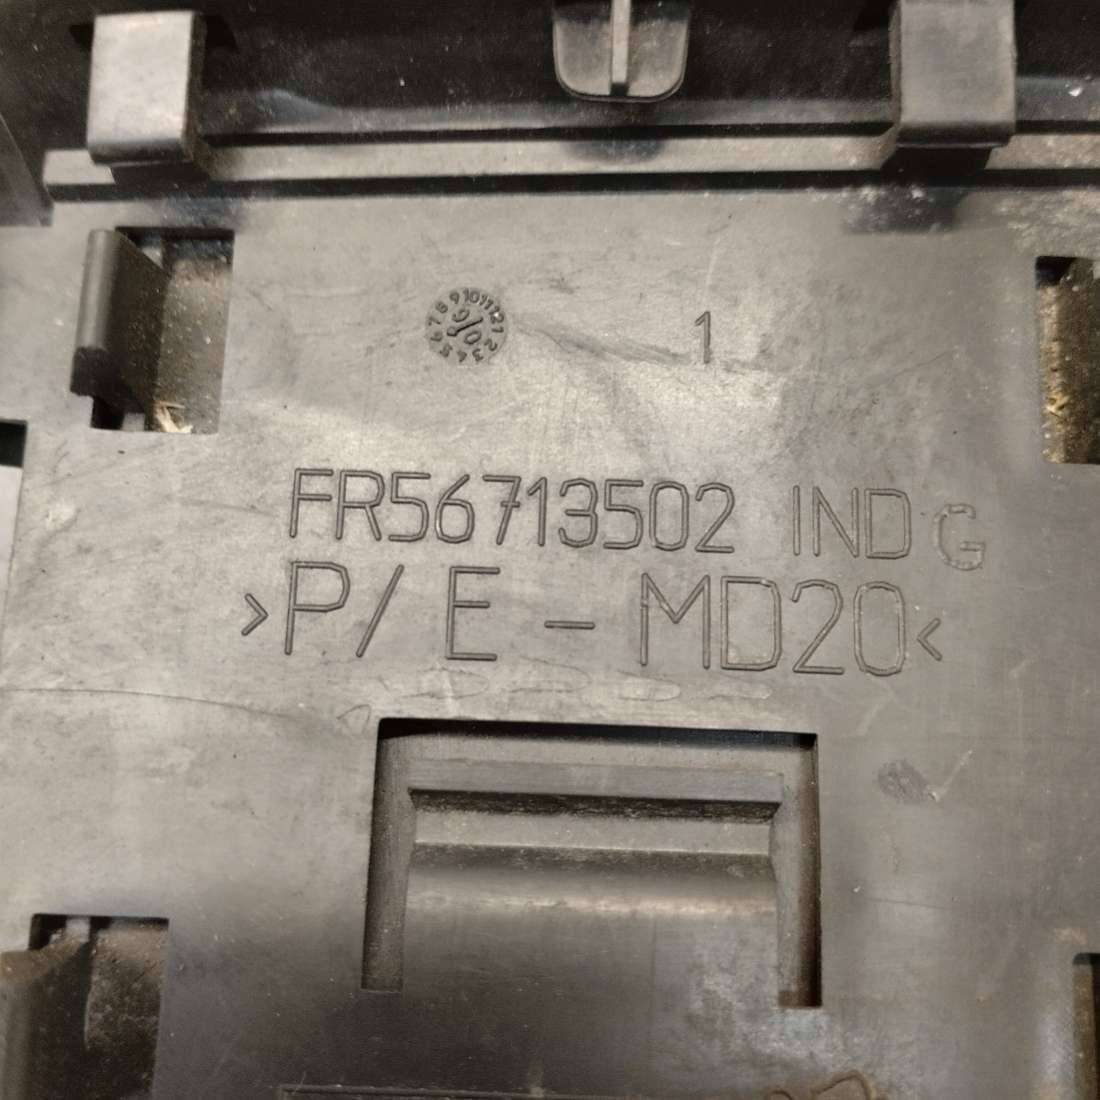 1
FR56713502 IND G
>P/E-MD20<